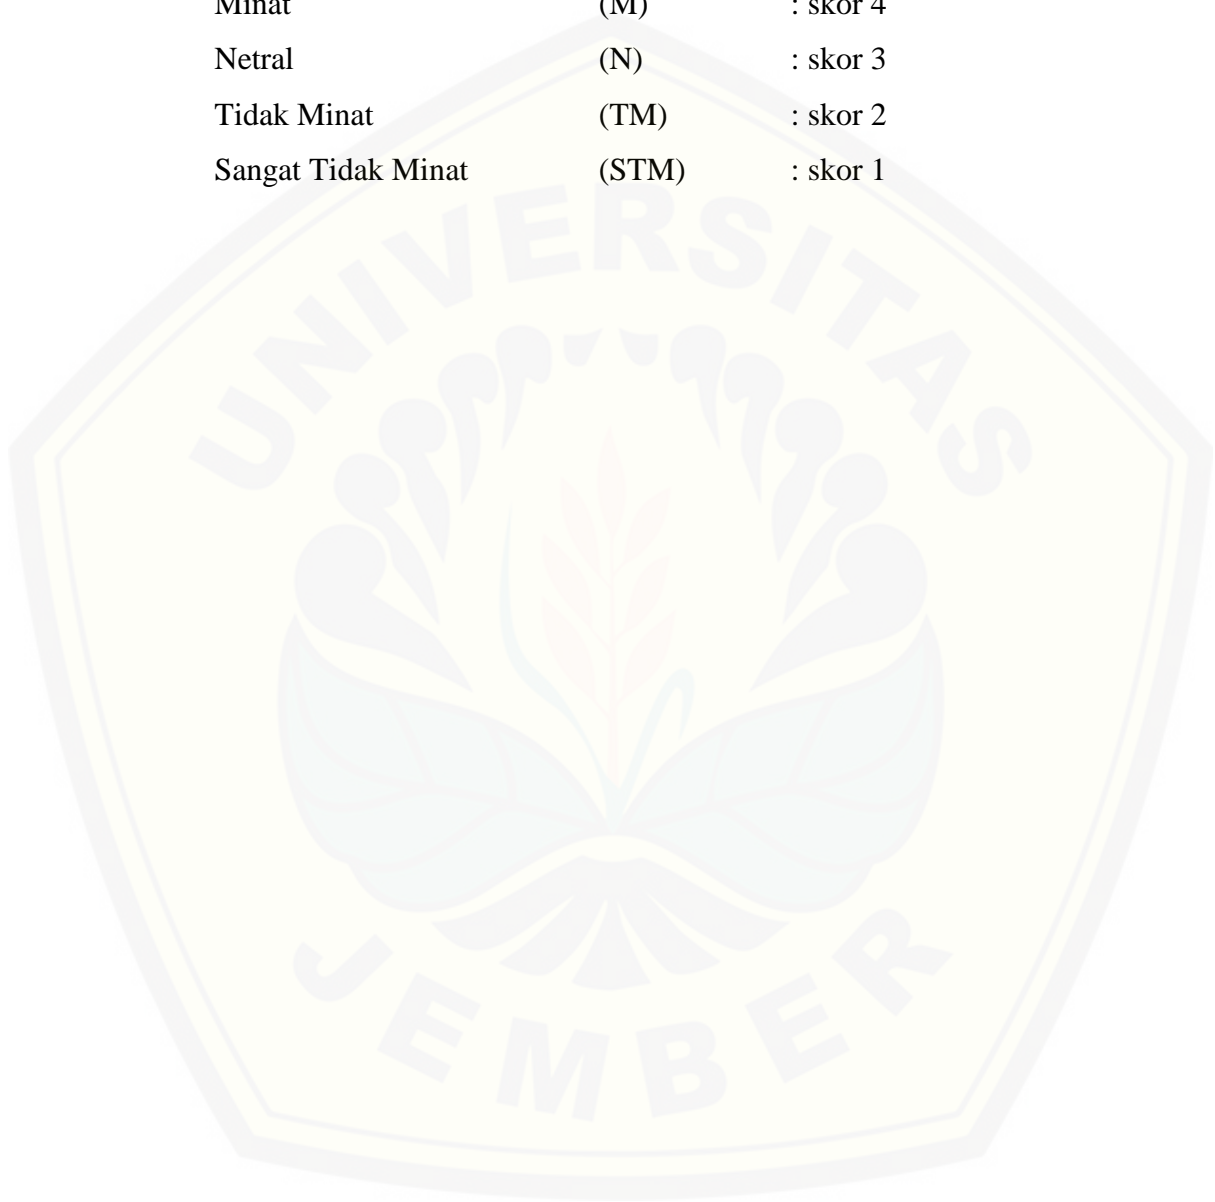 Minat (M) : skor 4
Netral (N) : skor 3
Tidak Minat (TM) : skor 2
Sangat Tidak Minat (STM) : skor 1
UNIVERSITAS
JEMBER